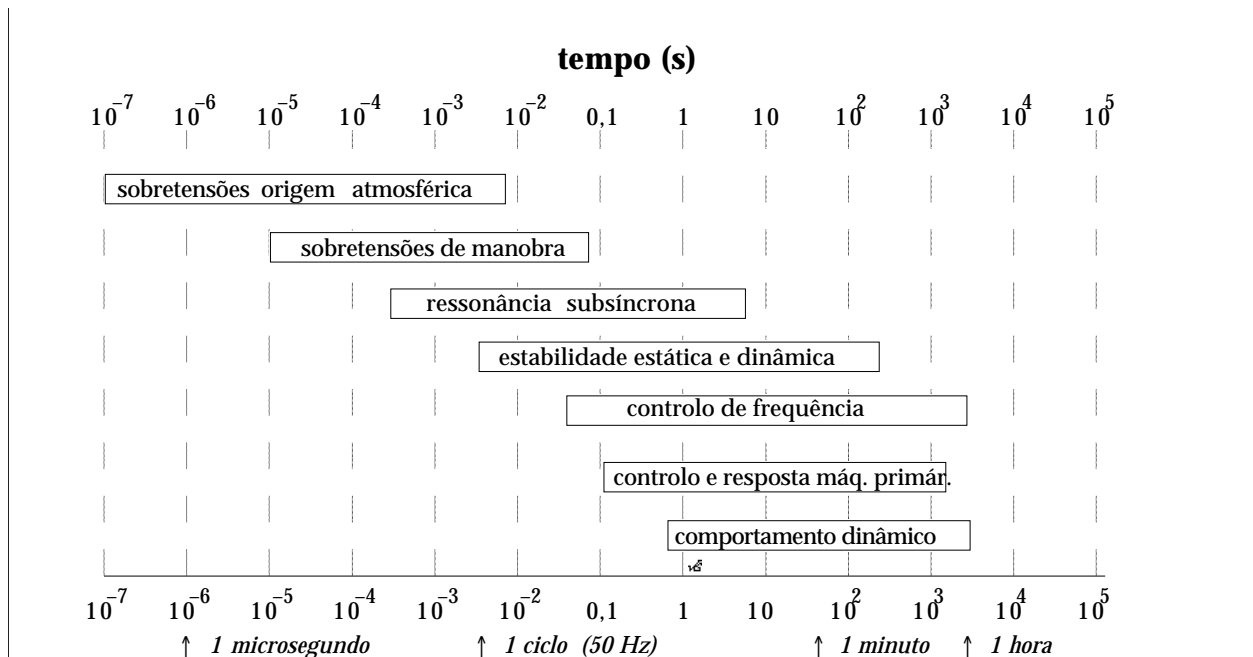 tempo (s)
10⁻⁷ 10⁻⁶ 10⁻⁵ 10⁻⁴ 10⁻³ 10⁻² 0,1 1 10 10² 10³ 10⁴ 10⁵
sobretensões origem atmosférica
sobretensões de manobra
ressonância subsíncrona
estabilidade estática e dinâmica
controlo de frequência
controlo e resposta máq. primár.
comportamento dinâmico
10⁻⁷ 10⁻⁶ 10⁻⁵ 10⁻⁴ 10⁻³ 10⁻² 0,1 1 10 10² 10³ 10⁴ 10⁵
↑ 1 microsegundo ↑ 1 ciclo (50 Hz) ↑ 1 minuto ↑ 1 hora